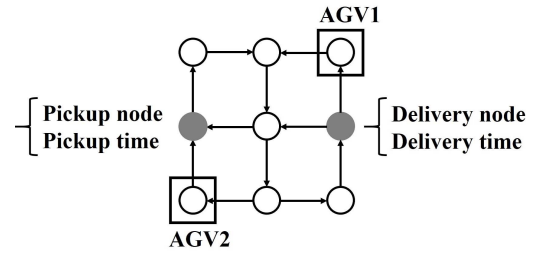 AGV1
Pickup node
Pickup time
Delivery node
Delivery time
AGV2